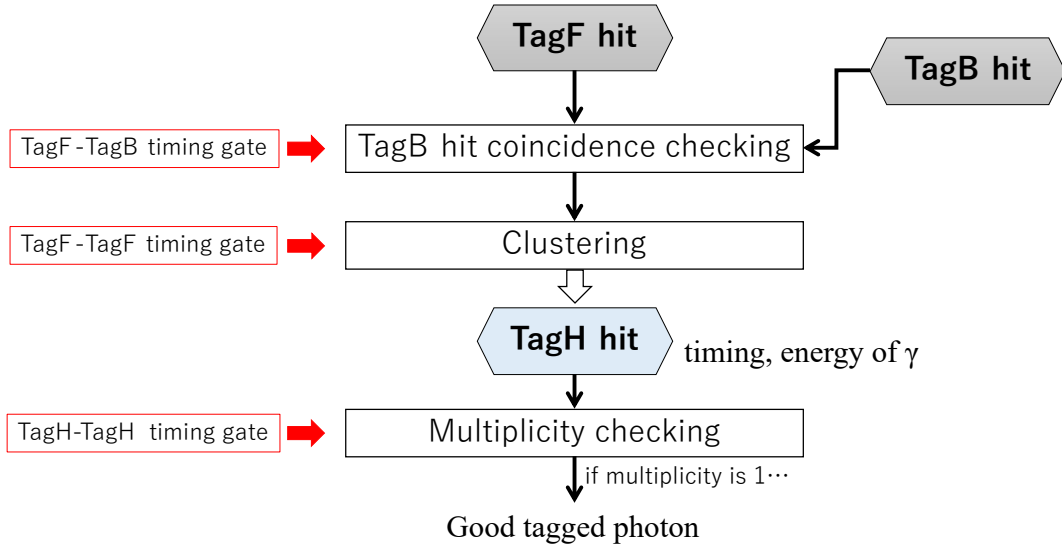 TagF hit
TagB hit
TagF-TagB timing gate
TagB hit coincidence checking
TagF-TagF timing gate
Clustering
TagH hit
timing, energy of γ
TagH-TagH timing gate
Multiplicity checking
if multiplicity is 1⋯
Good tagged photon